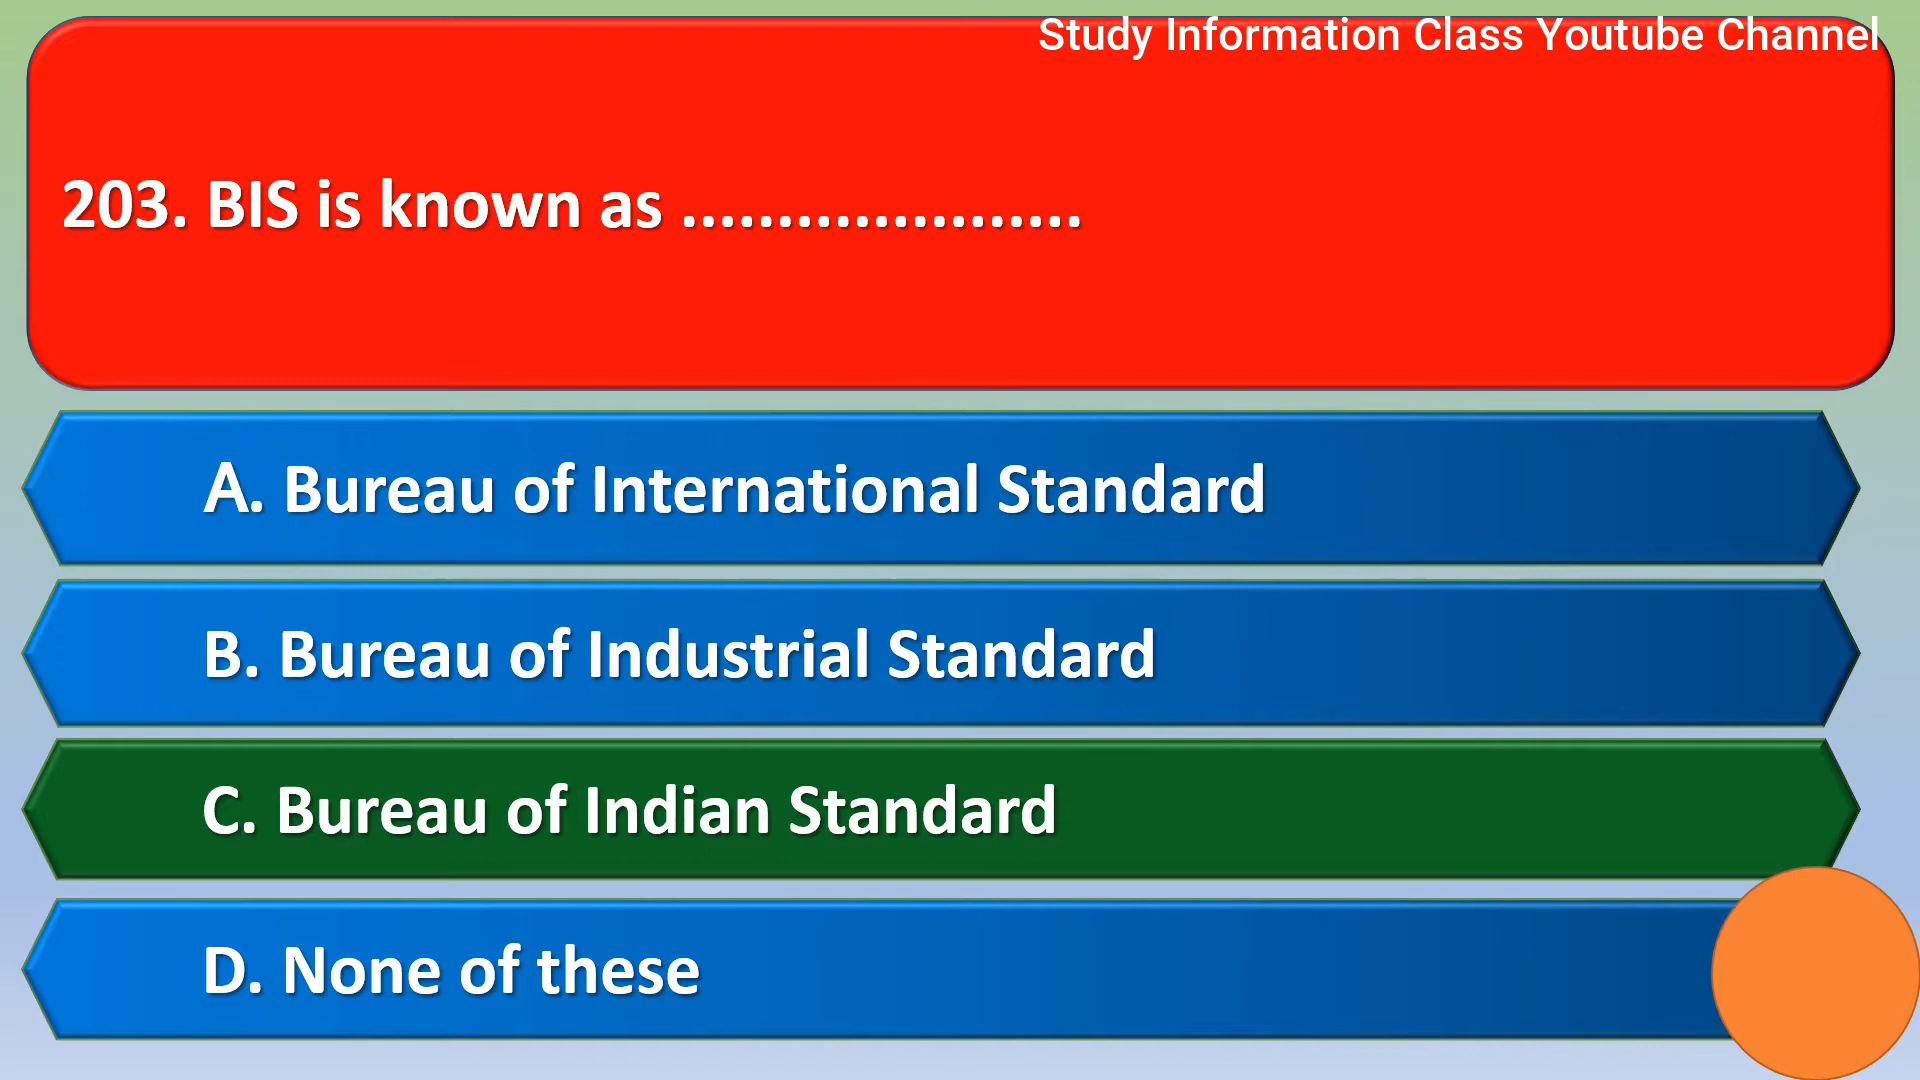 Study Information Class Youtube Channel
203. BIS is known as .....................
A. Bureau of International Standard
B. Bureau of Industrial Standard
C. Bureau of Indian Standard
D. None of these